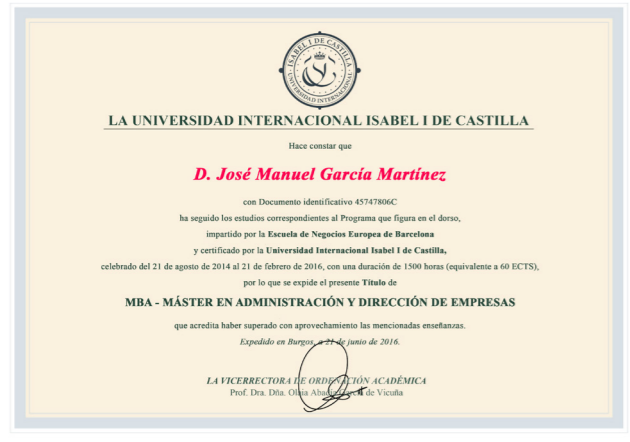 ISABEL I DE CASTILLA
UNIVERSIDAD INTERNACIONAL
LA UNIVERSIDAD INTERNACIONAL ISABEL I DE CASTILLA
Hace constar que
D. José Manuel García Martínez
con Documento identificativo 45747806C
ha seguido los estudios correspondientes al Programa que figura en el dorso,
impartido por la Escuela de Negocios Europea de Barcelona
y certificado por la Universidad Internacional Isabel I de Castilla,
celebrado del 21 de agosto de 2014 al 21 de febrero de 2016, con una duración de 1500 horas (equivalente a 60 ECTS),
por lo que se expide el presente Título de
MBA - MÁSTER EN ADMINISTRACIÓN Y DIRECCIÓN DE EMPRESAS
que acredita haber superado con aprovechamiento las mencionadas enseñanzas.
Expedido en Burgos, a 21 de junio de 2016.
LA VICERRECTORA DE ORDENACIÓN ACADÉMICA
Prof. Dra. Dña. Olga Abadía García de Vicuña